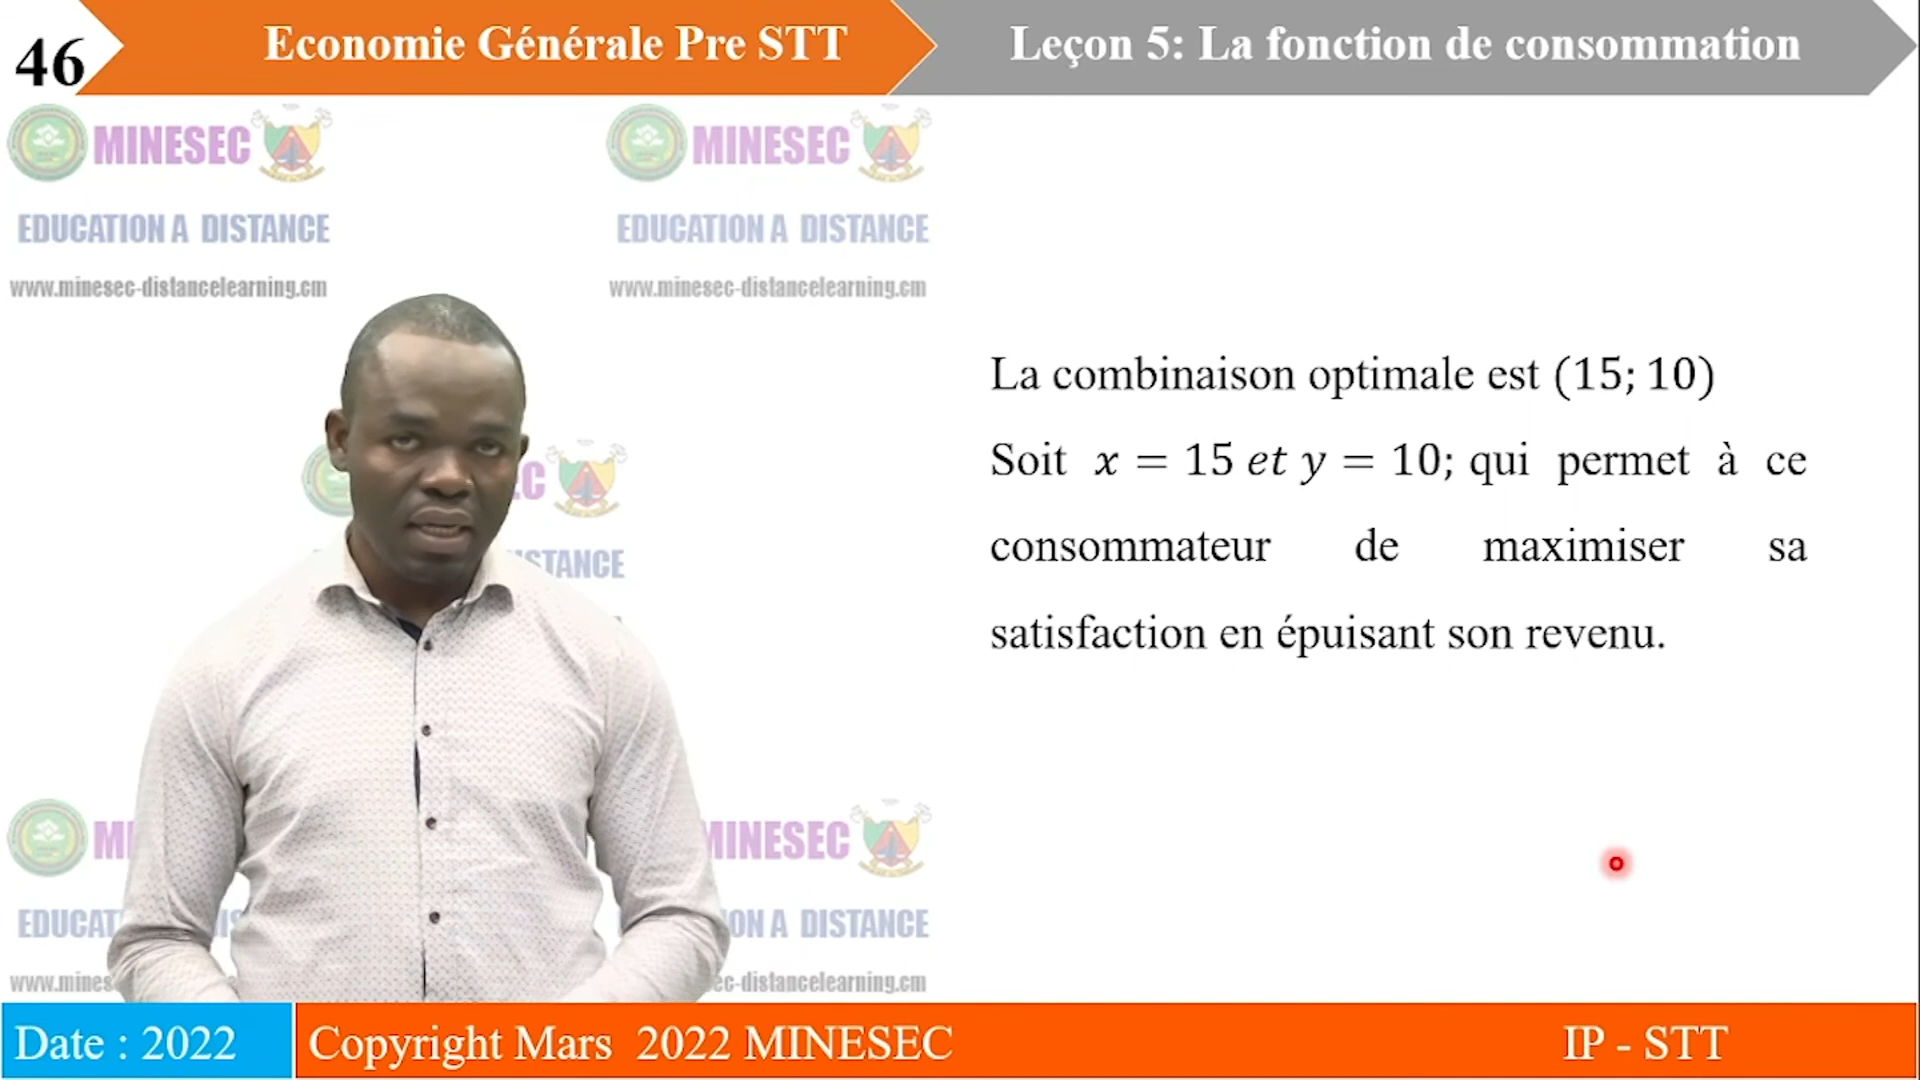 46
Economie Générale Pre STT
Leçon 5: La fonction de consommation
MINESEC
MINESEC
EDUCATION A DISTANCE
EDUCATION A DISTANCE
www.minesec-distancelearning.cm
www.minesec-distancelearning.cm
La combinaison optimale est (15; 10)
Soit x = 15 et y = 10; qui permet à ce
consommateur de maximiser sa
satisfaction en épuisant son revenu.
MINESEC
ON A DISTANCE
ec-distancelearning.cm
Date : 2022
Copyright Mars 2022 MINESEC
IP - STT